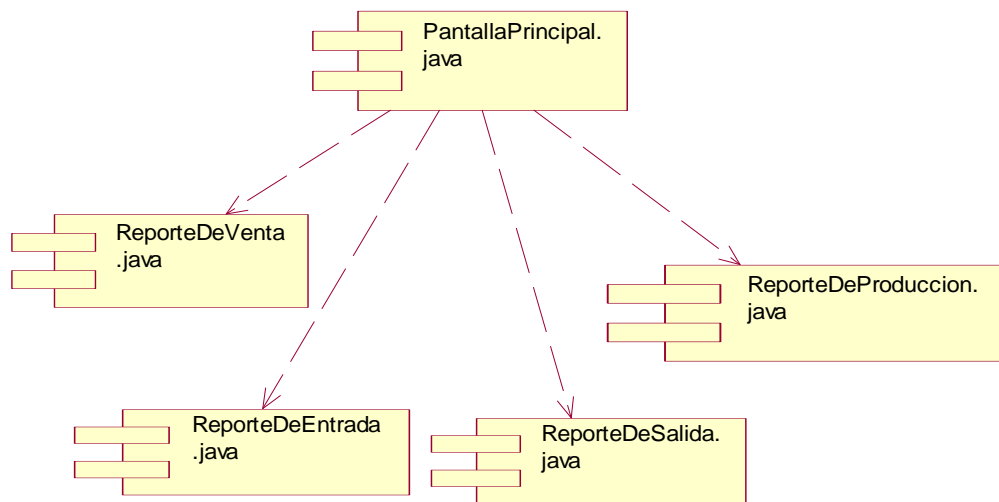 PantallaPrincipal.
java
ReporteDeVenta
.java
ReporteDeProduccion.
java
ReporteDeEntrada
.java
ReporteDeSalida.
java